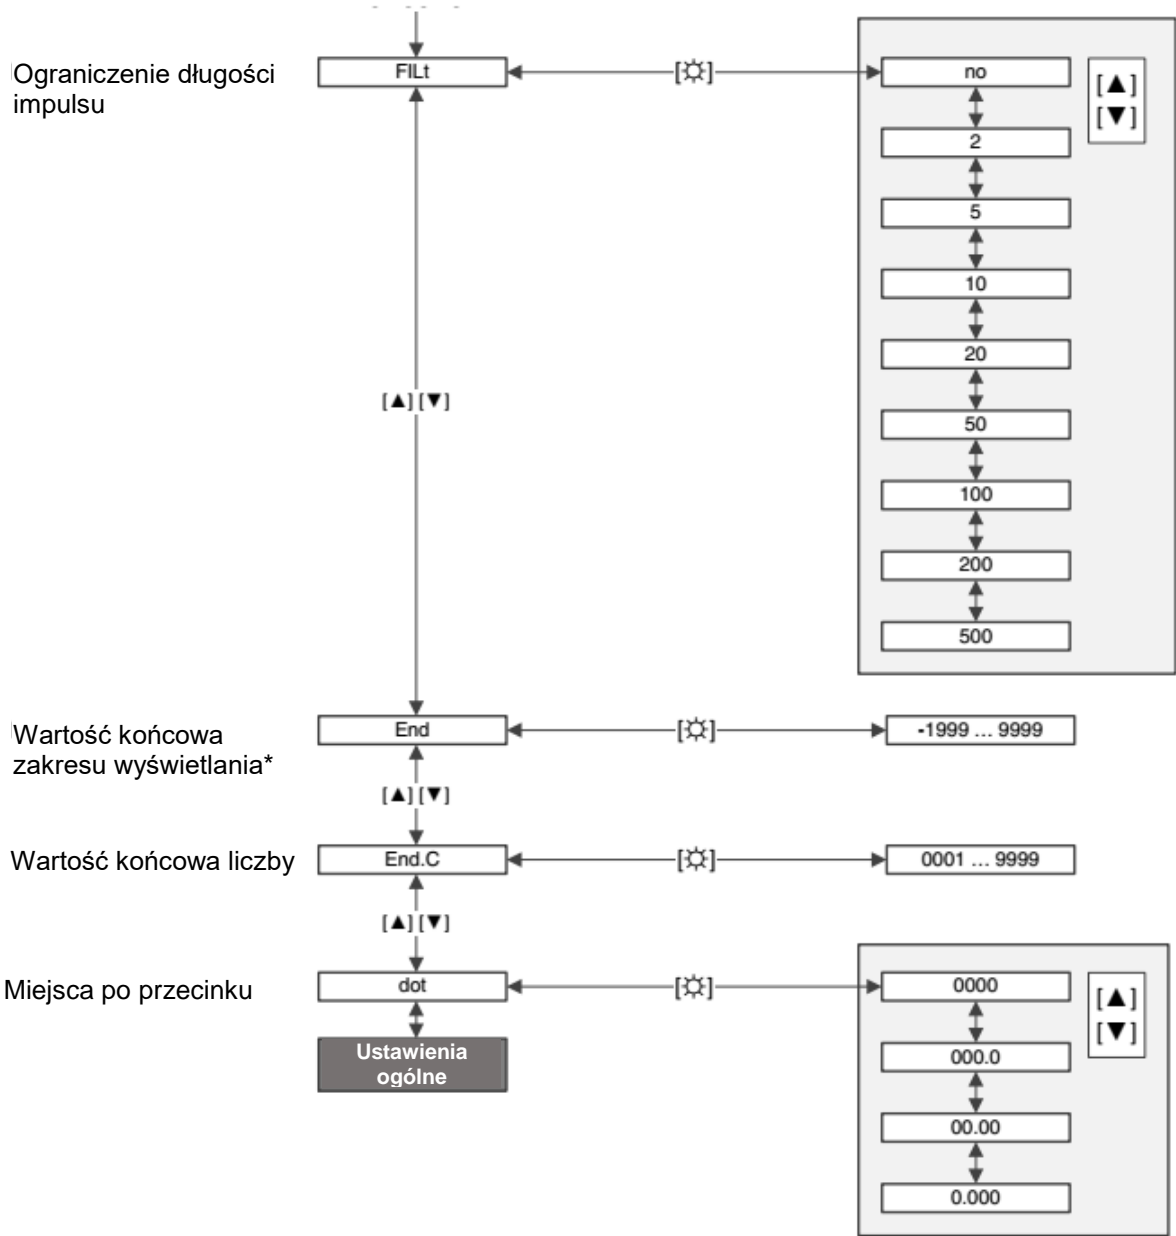 Ograniczenie długości
impulsu
FILt
[☼]
no
[▲]
[▼]
2
5
10
20
50
100
200
500
[▲] [▼]
Wartość końcowa
zakresu wyświetlania*
End
[☼]
-1999 ... 9999
[▲] [▼]
Wartość końcowa liczby
End.C
[☼]
0001 ... 9999
[▲] [▼]
Miejsca po przecinku
dot
[☼]
0000
[▲]
[▼]
000.0
00.00
0.000
Ustawienia
ogólne